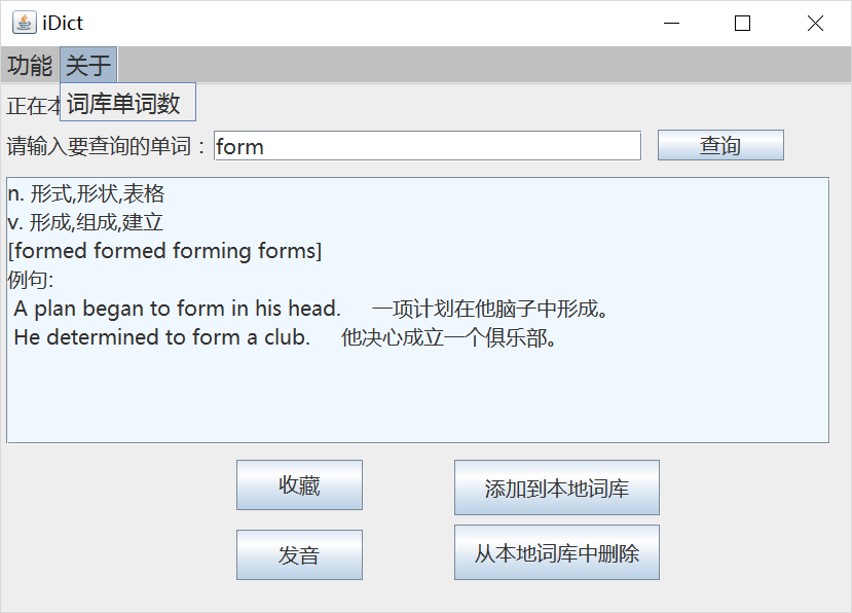 iDict
功能 关于
正在本
词库单词数
请输入要查询的单词： form 查询
n. 形式,形状,表格
v. 形成,组成,建立
[formed formed forming forms]
例句:
A plan began to form in his head. 一项计划在他脑子中形成。
He determined to form a club. 他决心成立一个俱乐部。
收藏 添加到本地词库
发音 从本地词库中删除